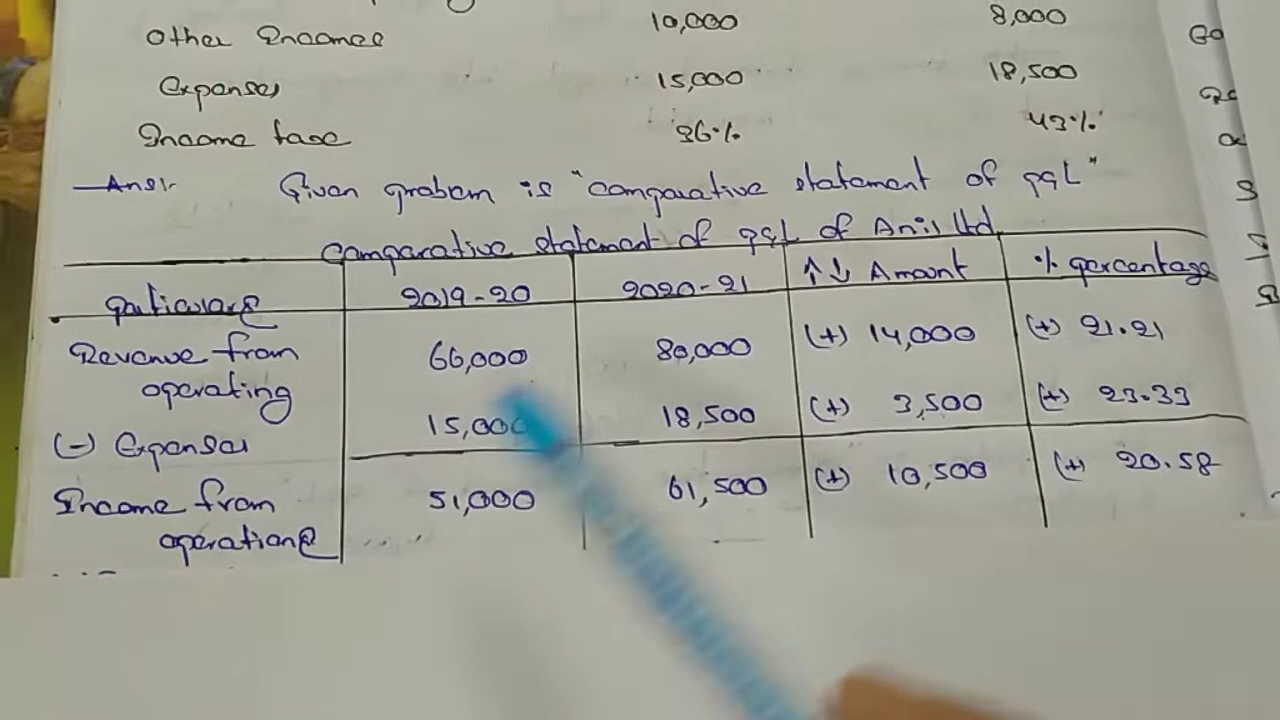 Other Incomes 10,000 8,000
Expenses 15,000 18,500
Income taxe 36% 43%
Ans:- Given probem is "comparative statement of P&L"
Comparative statement of P&L of Anil Ltd
Particulars 2019-20 2020-21 ↑↓ Amount % percentage
Revenue from operating 66,000 80,000 (+) 14,000 (+) 21.21
(-) Expenses 15,000 18,500 (+) 3,500 (+) 23.33
Income from operations 51,000 61,500 (+) 10,500 (+) 20.58